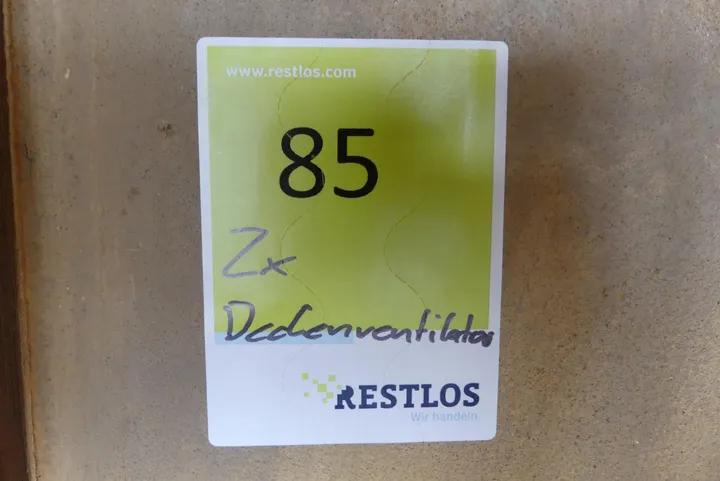 www.restlos.com
85
2x
Deckenventilator
RESTLOS
Wir handeln.